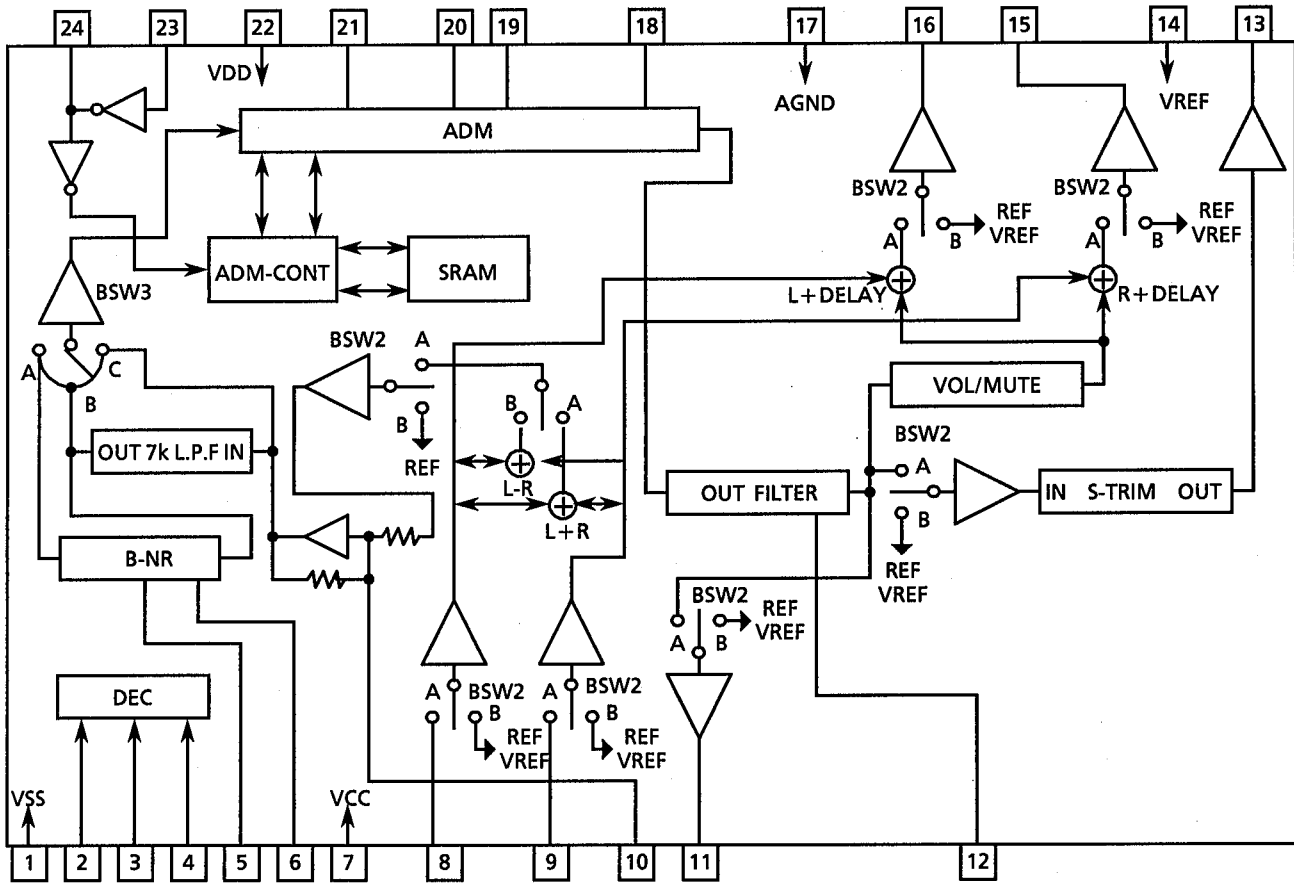 24 23 22 21 20 19 18 17 16 15 14 13
VDD
AGND
VREF
ADM
BSW2
BSW2
A
B
REF
VREF
A
B
REF
VREF
ADM-CONT
SRAM
L+DELAY
R+DELAY
BSW3
A
B
C
BSW2
A
B
REF
B
A
VOL/MUTE
OUT 7k L.P.F IN
L-R
L+R
BSW2
A
B
REF
VREF
OUT FILTER
IN S-TRIM OUT
B-NR
BSW2
A
B
REF
VREF
DEC
A
BSW2
B
REF
VREF
A
BSW2
B
REF
VREF
VSS
VCC
1 2 3 4 5 6 7 8 9 10 11 12